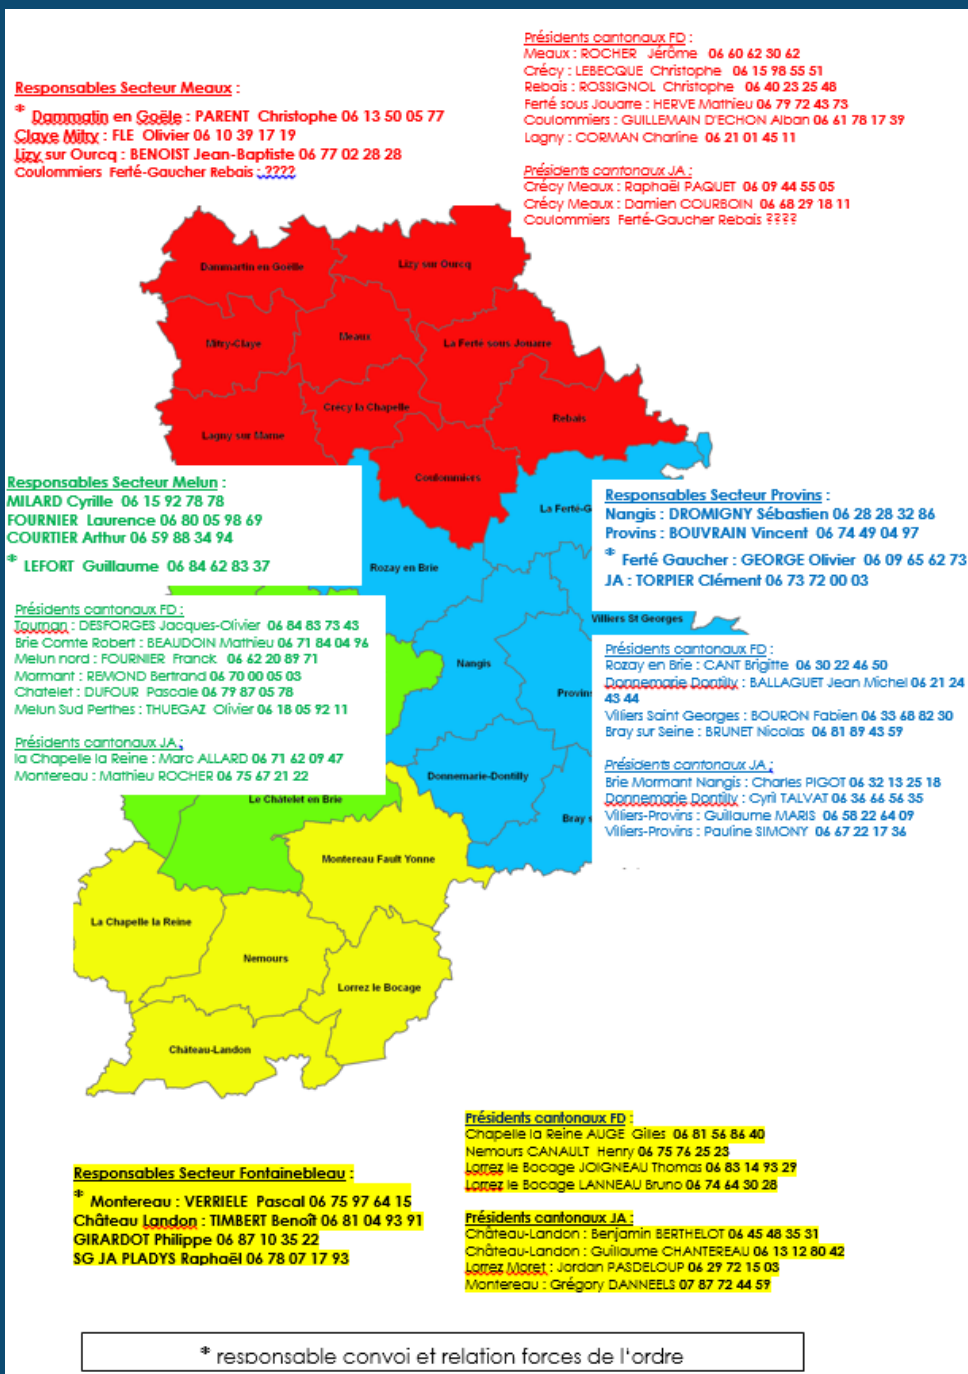 Présidents cantonaux FD :
Meaux : ROCHER Jérôme 06 60 62 30 62
Crécy : LEBECQUE Christophe 06 15 98 55 51
Rebais : ROSSIGNOL Christophe 06 40 23 25 48
Ferté sous Jouarre : HERVE Mathieu 06 79 72 43 73
Coulommiers : GUILLEMAIN D'ECHON Alban 06 61 78 17 39
Lagny : CORMAN Charline 06 21 01 45 11
Présidents cantonaux JA :
Crécy Meaux : Raphaël PAQUET 06 09 44 55 05
Crécy Meaux : Damien COURBOIN 06 68 29 18 11
Coulommiers Ferté-Gaucher Rebais ????
Responsables Secteur Meaux :
* Dammatin en Goële : PARENT Christophe 06 13 50 05 77
Claye Mitry : FLE Olivier 06 10 39 17 19
Lizy sur Ourcq : BENOIST Jean-Baptiste 06 77 02 28 28
Coulommiers Ferté-Gaucher Rebais : ????
Dammartin en Goëlle
Lizy sur Ourcq
Mitry-Claye
Meaux
La Ferté sous Jouarre
Crécy la Chapelle
Rebais
Lagny sur Marne
Coulommiers
La Ferté-G
Rozay en Brie
Villiers St Georges
Nangis
Provins
Donnemarie-Dontilly
Le Châtelet en Brie
Bray s
Montereau Fault Yonne
La Chapelle la Reine
Nemours
Lorrez le Bocage
Château-Landon
Responsables Secteur Melun :
MILARD Cyrille 06 15 92 78 78
FOURNIER Laurence 06 80 05 98 69
COURTIER Arthur 06 59 88 34 94
* LEFORT Guillaume 06 84 62 83 37
Présidents cantonaux FD :
Tournan : DESFORGES Jacques-Olivier 06 84 83 73 43
Brie Comte Robert : BEAUDOIN Mathieu 06 71 84 04 96
Melun nord : FOURNIER Franck 06 62 20 89 71
Mormant : REMOND Bertrand 06 70 00 05 03
Chatelet : DUFOUR Pascale 06 79 87 05 78
Melun Sud Perthes : THUEGAZ Olivier 06 18 05 92 11
Présidents cantonaux JA :
la Chapelle la Reine : Marc ALLARD 06 71 62 09 47
Montereau : Mathieu ROCHER 06 75 67 21 22
Responsables Secteur Provins :
Nangis : DROMIGNY Sébastien 06 28 28 32 86
Provins : BOUVRAIN Vincent 06 74 49 04 97
* Ferté Gaucher : GEORGE Olivier 06 09 65 62 73
JA : TORPIER Clément 06 73 72 00 03
Présidents cantonaux FD :
Rozay en Brie : CANT Brigitte 06 30 22 46 50
Donnemarie Dontilly : BALLAGUET Jean Michel 06 21 24
43 44
Villiers Saint Georges : BOURON Fabien 06 33 68 82 30
Bray sur Seine : BRUNET Nicolas 06 81 89 43 59
Présidents cantonaux JA :
Brie Mormant Nangis : Charles PIGOT 06 32 13 25 18
Donnemarie Dontilly : Cyril TALVAT 06 36 66 56 35
Villiers-Provins : Guillaume MARIS 06 58 22 64 09
Villiers-Provins : Pauline SIMONY 06 67 22 17 36
Présidents cantonaux FD :
Chapelle la Reine AUGE Gilles 06 81 56 86 40
Nemours CANAULT Henry 06 75 76 25 23
Lorrez le Bocage JOIGNEAU Thomas 06 83 14 93 29
Lorrez le Bocage LANNEAU Bruno 06 74 64 30 28
Présidents cantonaux JA :
Château-Landon : Benjamin BERTHELOT 06 45 48 35 31
Château-Landon : Guillaume CHANTEREAU 06 13 12 80 42
Lorrez Moret : Jordan PASDELOUP 06 29 72 15 03
Montereau : Grégory DANNEELS 07 87 72 44 59
Responsables Secteur Fontainebleau :
* Montereau : VERRIELE Pascal 06 75 97 64 15
Château Landon : TIMBERT Benoît 06 81 04 93 91
GIRARDOT Philippe 06 87 10 35 22
SG JA PLADYS Raphaël 06 78 07 17 93
* responsable convoi et relation forces de l'ordre